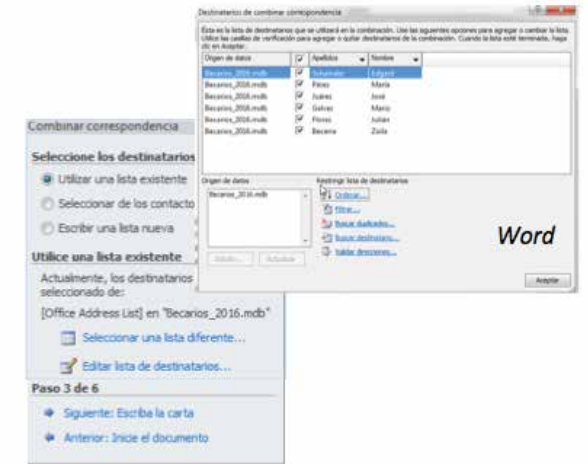 Destinatarios de combinar correspondencia
Ésta es la lista de destinatarios que se utilizará en la combinación. Use las siguientes opciones para agregar o cambiar la lista.
Utilice las casillas de verificación para agregar o quitar destinatarios de la combinación. Cuando la lista esté terminada, haga
clic en Aceptar.
Origen de datos Apellidos Nombre
Becarios_2016.mdb Edgard
Becarios_2016.mdb Pérez María
Becarios_2016.mdb Juárez José
Becarios_2016.mdb Galvez Mario
Becarios_2016.mdb Flores Julián
Becarios_2016.mdb Becerra Zoila
Origen de datos
Becarios_2016.mdb
Restringir lista de destinatarios
Ordenar...
Filtrar...
Buscar duplicados...
Buscar destinatario...
Validar direcciones...
Edición... Actualizar
Word
Aceptar
Combinar correspondencia
Seleccione los destinatarios
Utilizar una lista existente
Seleccionar de los contacto
Escribir una lista nueva
Utilice una lista existente
Actualmente, los destinatarios
seleccionado de:
[Office Address List] en "Becarios_2016.mdb"
Seleccionar una lista diferente...
Editar lista de destinatarios...
Paso 3 de 6
Siguiente: Escriba la carta
Anterior: Inicie el documento